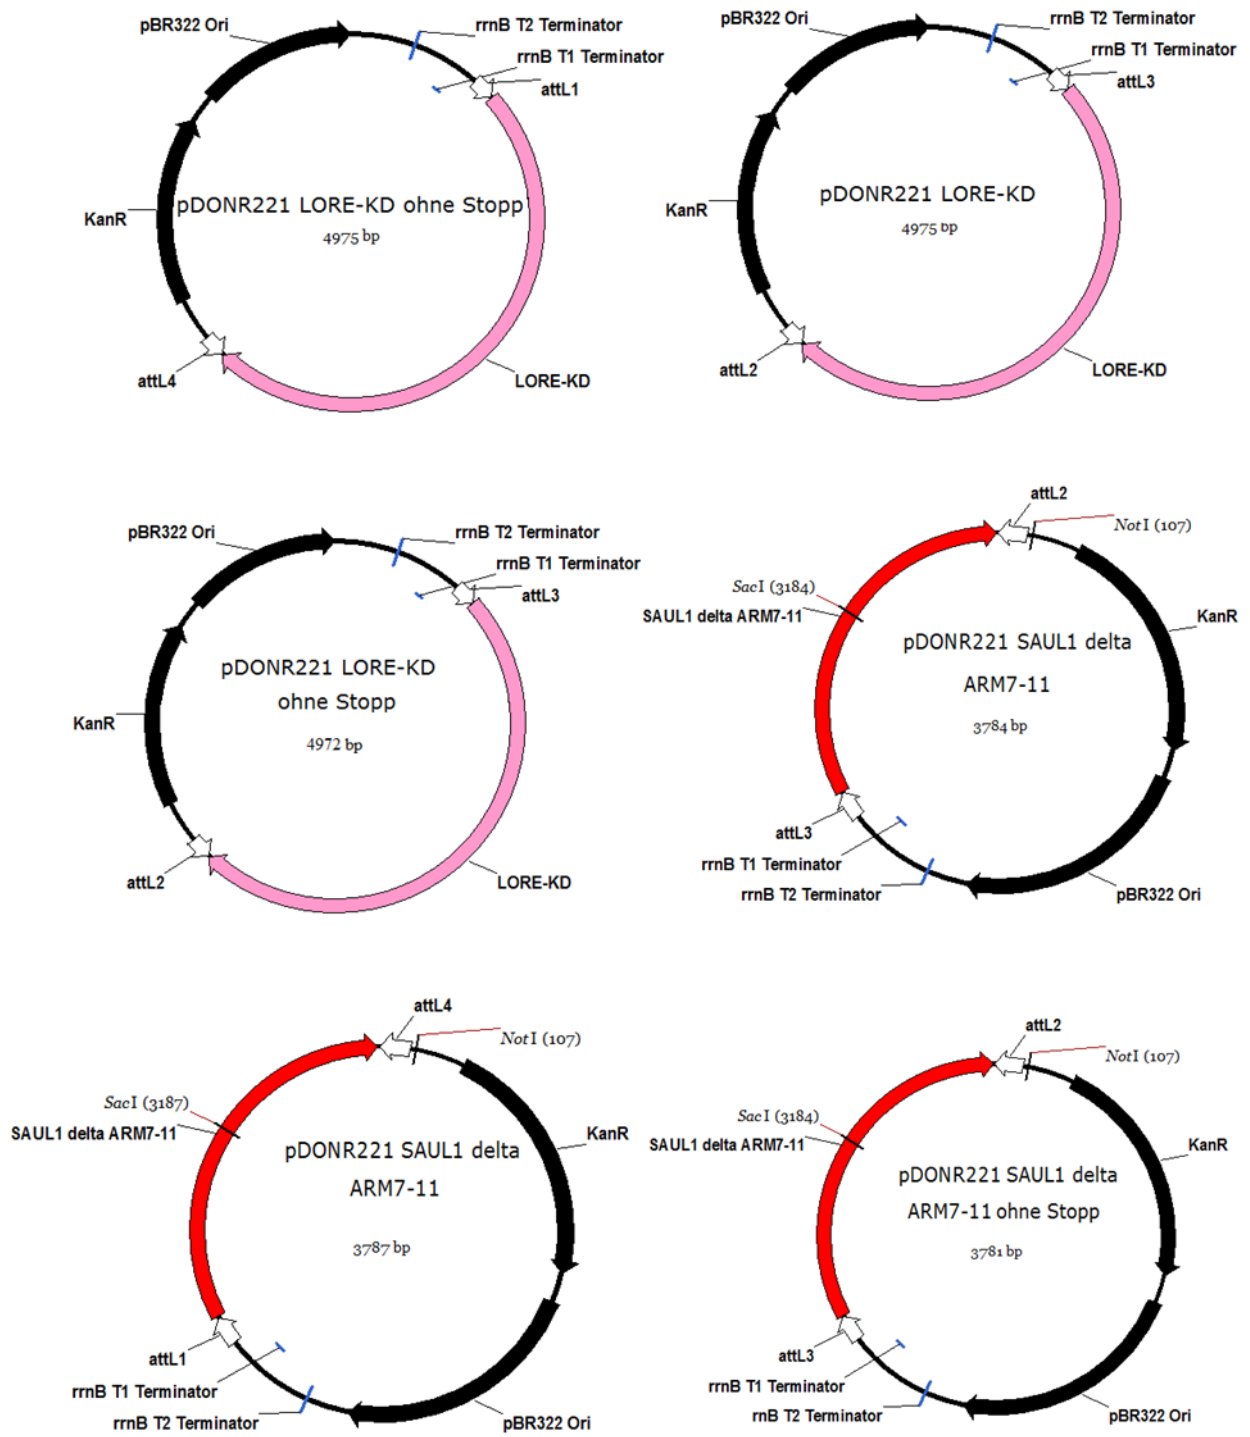 pBR322 Ori
rrnB T2 Terminator
rrnB T1 Terminator
attL1
KanR
pDONR221 LORE-KD ohne Stopp
4975 bp
attL4
LORE-KD
pBR322 Ori
rrnB T2 Terminator
rrnB T1 Terminator
attL3
KanR
pDONR221 LORE-KD
4975 bp
attL2
LORE-KD
pBR322 Ori
rrnB T2 Terminator
rrnB T1 Terminator
attL3
KanR
pDONR221 LORE-KD
ohne Stopp
4972 bp
attL2
LORE-KD
attL2
NotI (107)
SacI (3184)
SAUL1 delta ARM7-11
KanR
pDONR221 SAUL1 delta
ARM7-11
3784 bp
attL3
rrnB T1 Terminator
rrnB T2 Terminator
pBR322 Ori
attL4
NotI (107)
SacI (3187)
SAUL1 delta ARM7-11
KanR
pDONR221 SAUL1 delta
ARM7-11
3787 bp
attL1
rrnB T1 Terminator
rrnB T2 Terminator
pBR322 Ori
attL2
NotI (107)
SacI (3184)
SAUL1 delta ARM7-11
KanR
pDONR221 SAUL1 delta
ARM7-11 ohne Stopp
3781 bp
attL3
rrnB T1 Terminator
rnB T2 Terminator
pBR322 Ori